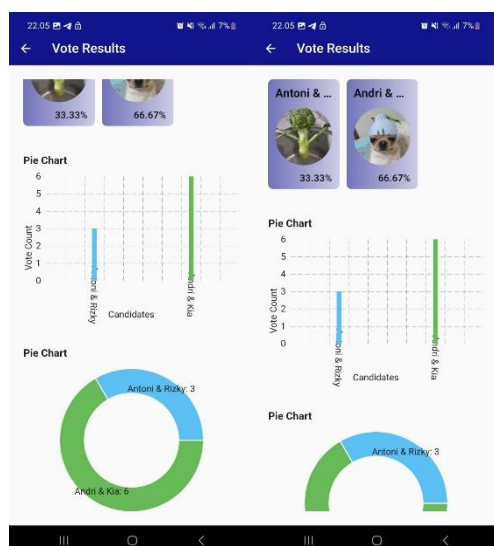 22.05
7%
Vote Results
33.33%
66.67%
Pie Chart
6
5
4
3
2
1
0
Vote Count
Antoni & Rizky
Andri & Kia
Candidates
Pie Chart
Antoni & Rizky: 3
Andri & Kia: 6
22.05
7%
Vote Results
Antoni & ...
Andri & ...
33.33%
66.67%
Pie Chart
6
5
4
3
2
1
0
Vote Count
Antoni & Rizky
Andri & Kia
Candidates
Pie Chart
Antoni & Rizky: 3